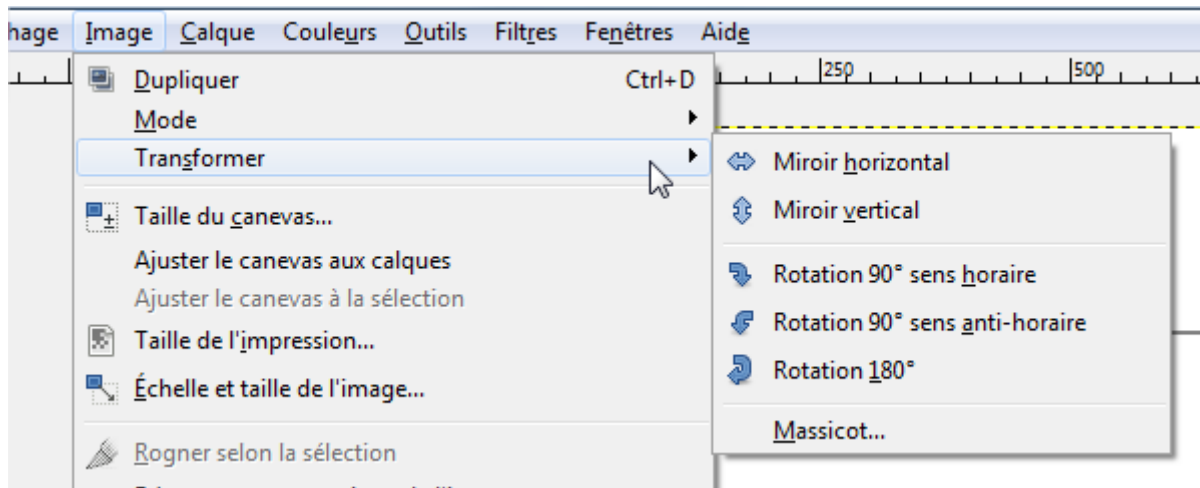 hage Image Calque Couleurs Outils Filtres Fenêtres Aide
250 500
Dupliquer Ctrl+D
Mode
Transformer
Taille du canevas...
Ajuster le canevas aux calques
Ajuster le canevas à la sélection
Taille de l'impression...
Échelle et taille de l'image...
Rogner selon la sélection
Miroir horizontal
Miroir vertical
Rotation 90° sens horaire
Rotation 90° sens anti-horaire
Rotation 180°
Massicot...